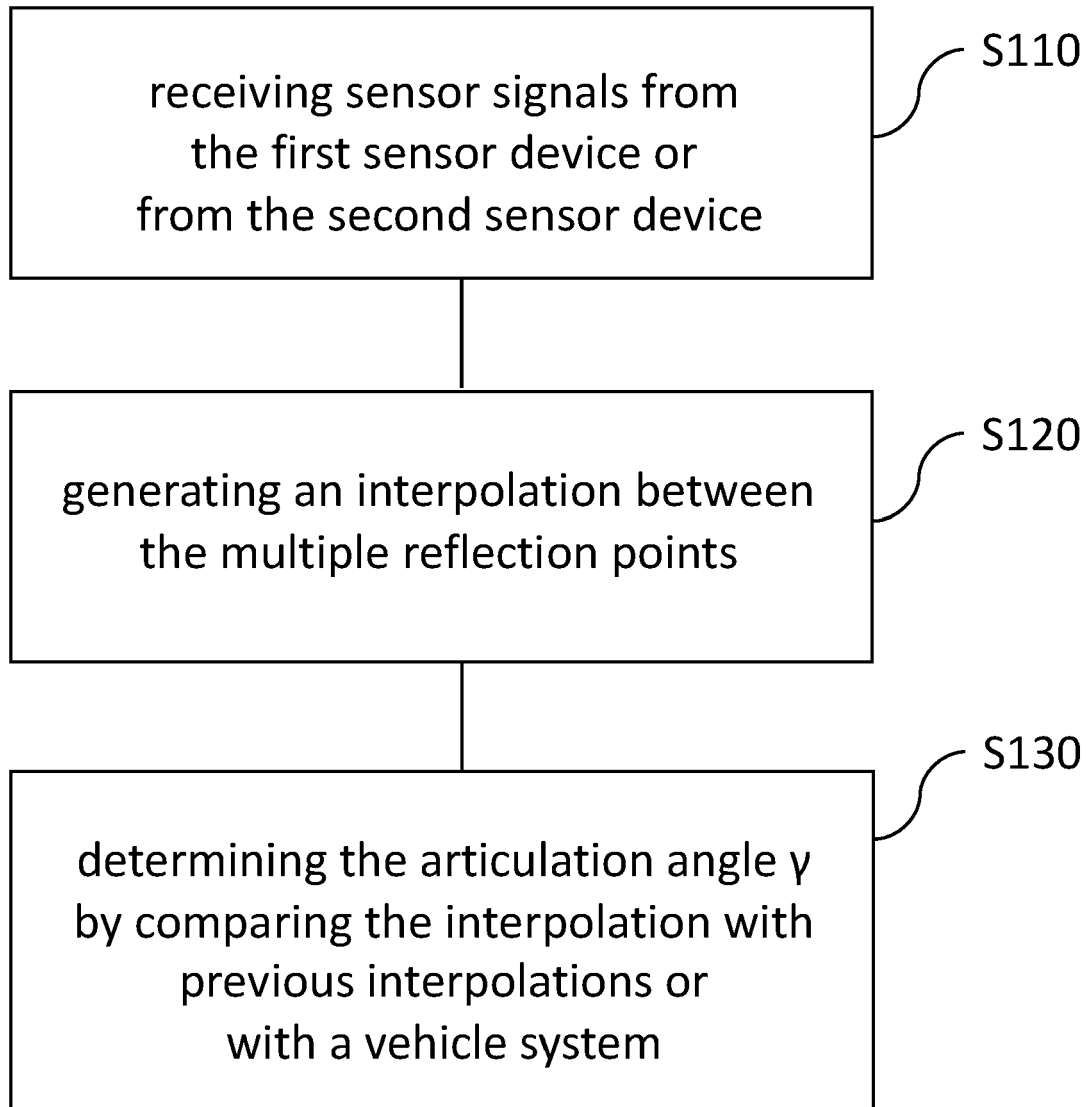 receiving sensor signals from
the first sensor device or
from the second sensor device
S110
generating an interpolation between
the multiple reflection points
S120
determining the articulation angle γ
by comparing the interpolation with
previous interpolations or
with a vehicle system
S130